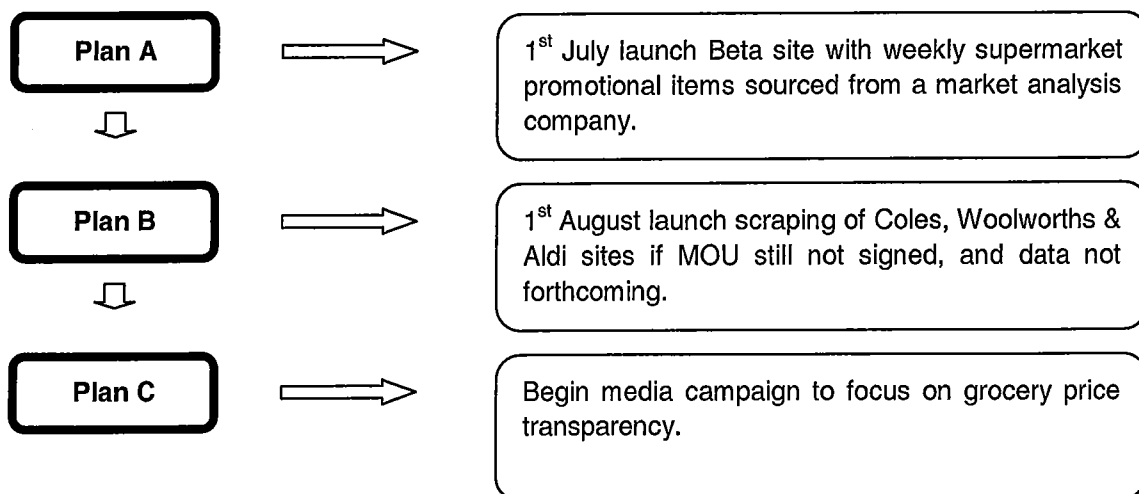 Plan A
1st July launch Beta site with weekly supermarket
promotional items sourced from a market analysis
company.
Plan B
1st August launch scraping of Coles, Woolworths &
Aldi sites if MOU still not signed, and data not
forthcoming.
Plan C
Begin media campaign to focus on grocery price
transparency.